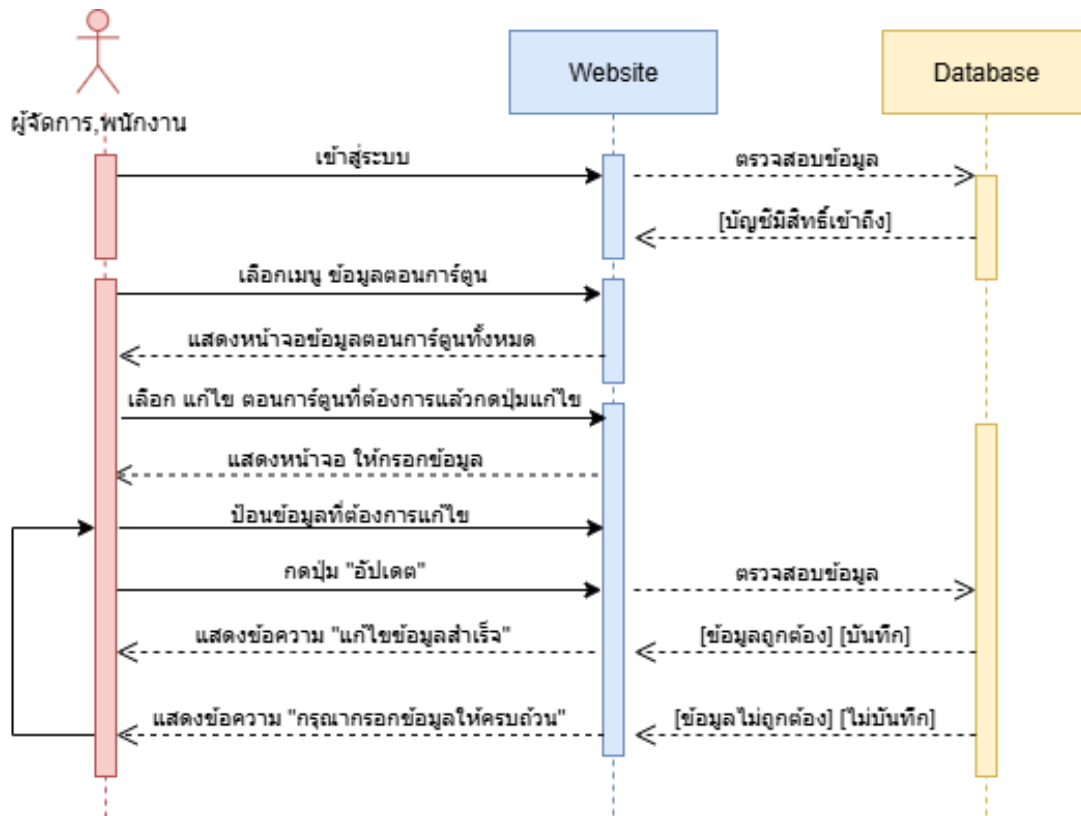 Website
Database
ผู้จัดการ,พนักงาน
เข้าสู่ระบบ
ตรวจสอบข้อมูล
[บัญชีมีสิทธิ์เข้าถึง]
เลือกเมนู ข้อมูลตอนการ์ตูน
แสดงหน้าจอข้อมูลตอนการ์ตูนทั้งหมด
เลือก แก้ไข ตอนการ์ตูนที่ต้องการแล้วกดปุ่มแก้ไข
แสดงหน้าจอ ให้กรอกข้อมูล
ป้อนข้อมูลที่ต้องการแก้ไข
กดปุ่ม "อัปเดต"
ตรวจสอบข้อมูล
แสดงข้อความ "แก้ไขข้อมูลสำเร็จ"
[ข้อมูลถูกต้อง] [บันทึก]
แสดงข้อความ "กรุณากรอกข้อมูลให้ครบถ้วน"
[ข้อมูลไม่ถูกต้อง] [ไม่บันทึก]